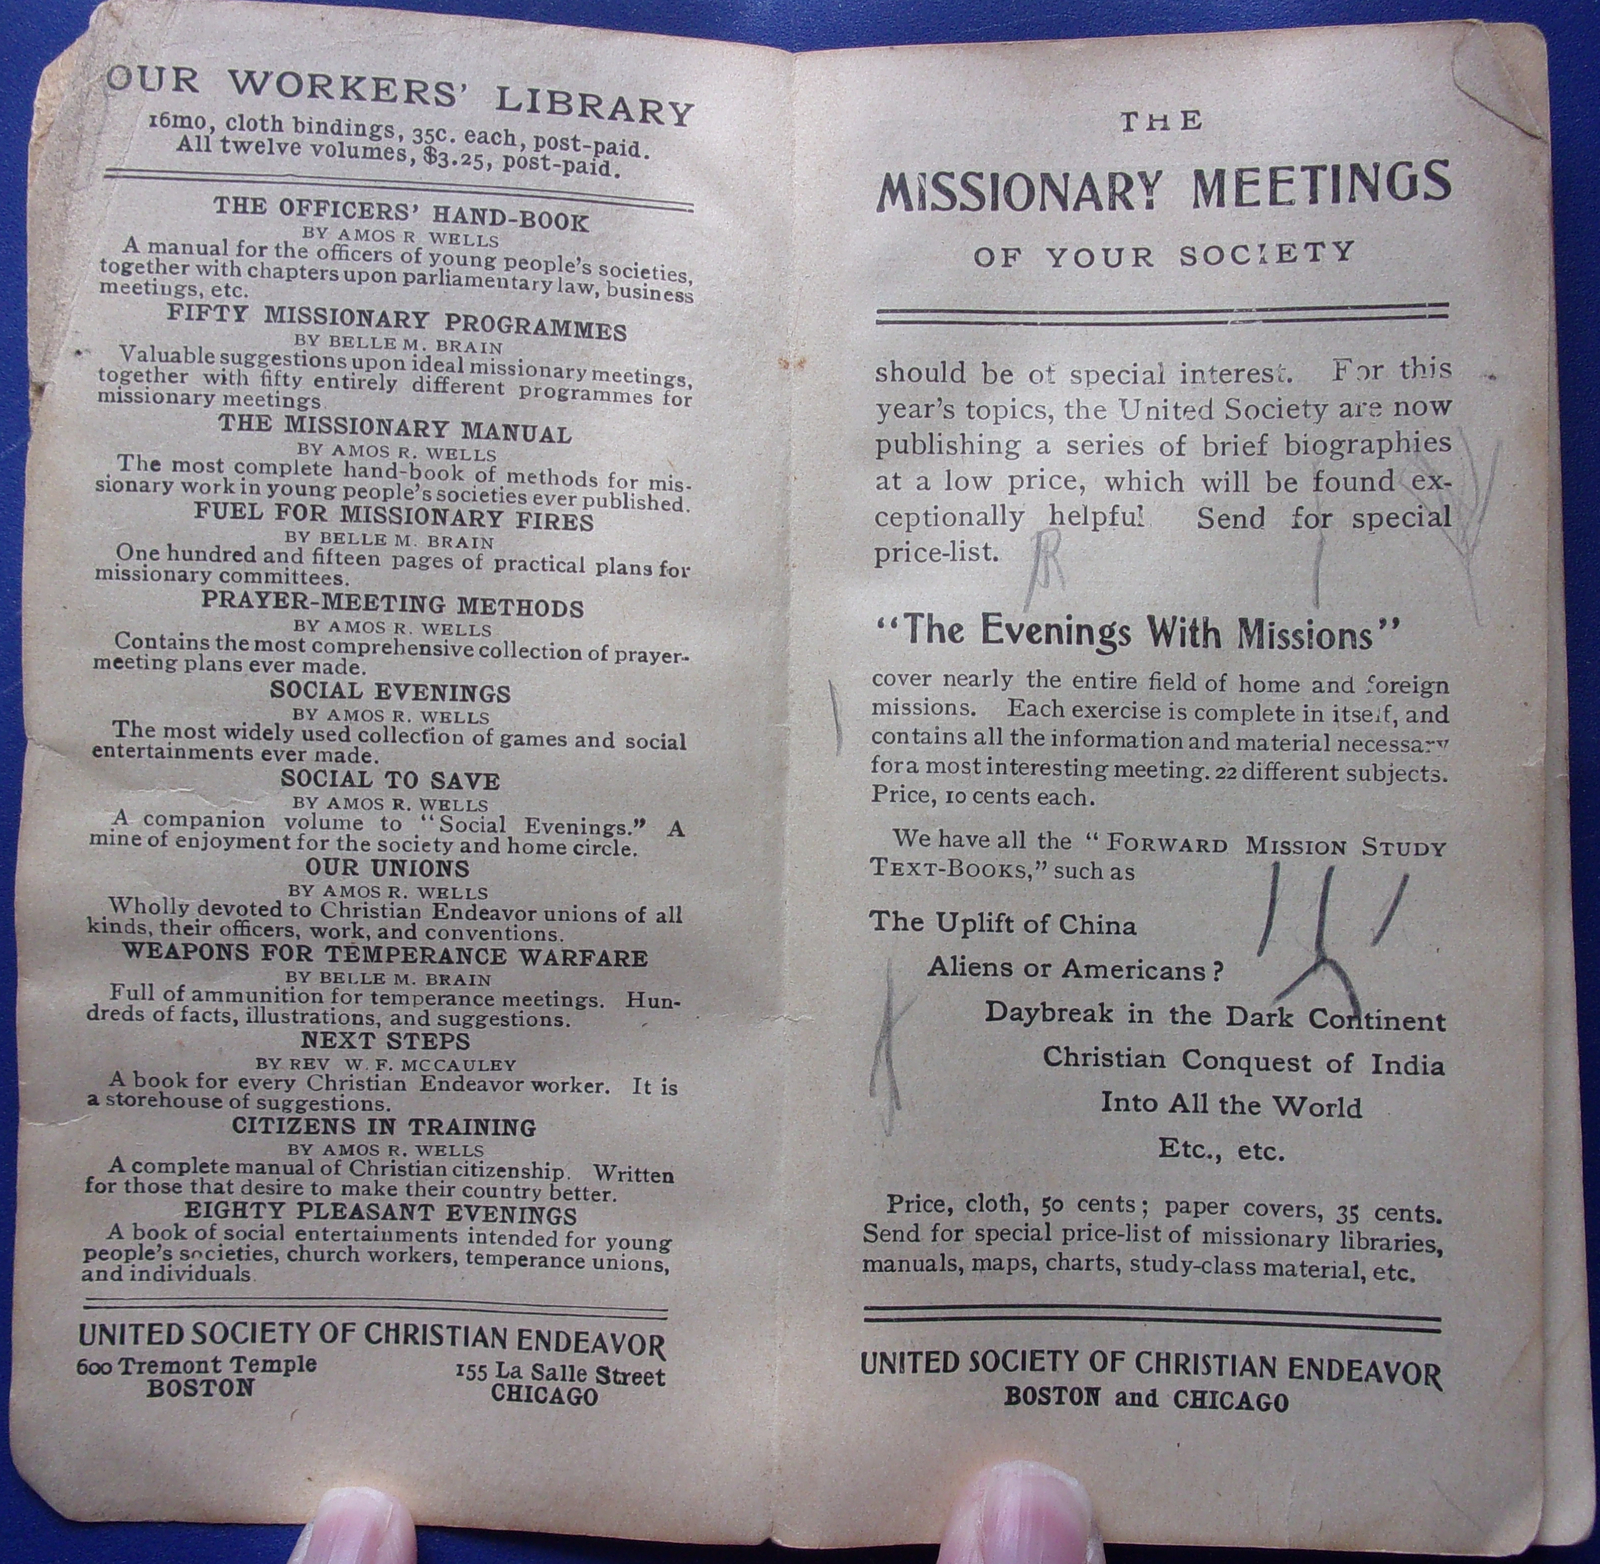 OUR WORKERS' LIBRARY
16mo, cloth bindings, 35c. each, post-paid.
All twelve volumes, $3.25, post-paid.
THE OFFICERS' HAND-BOOK
BY AMOS R. WELLS
A manual for the officers of young people's societies,
together with chapters upon parliamentary law, business
meetings, etc.
FIFTY MISSIONARY PROGRAMMES
BY BELLE M. BRAIN
Valuable suggestions upon ideal missionary meetings,
together with fifty entirely different programmes for
missionary meetings.
THE MISSIONARY MANUAL
BY AMOS R. WELLS
The most complete hand-book of methods for mis-
sionary work in young people's societies ever published.
FUEL FOR MISSIONARY FIRES
BY BELLE M. BRAIN
One hundred and fifteen pages of practical plans for
missionary committees.
PRAYER-MEETING METHODS
BY AMOS R. WELLS
Contains the most comprehensive collection of prayer-
meeting plans ever made.
SOCIAL EVENINGS
BY AMOS R. WELLS
The most widely used collection of games and social
entertainments ever made.
SOCIAL TO SAVE
BY AMOS R. WELLS
A companion volume to "Social Evenings." A
mine of enjoyment for the society and home circle.
OUR UNIONS
BY AMOS R. WELLS
Wholly devoted to Christian Endeavor unions of all
kinds, their officers, work, and conventions.
WEAPONS FOR TEMPERANCE WARFARE
BY BELLE M. BRAIN
Full of ammunition for temperance meetings. Hun-
dreds of facts, illustrations, and suggestions.
NEXT STEPS
BY REV. W. F. MCCAULEY
A book for every Christian Endeavor worker. It is
a storehouse of suggestions.
CITIZENS IN TRAINING
BY AMOS R. WELLS
A complete manual of Christian citizenship. Written
for those that desire to make their country better.
EIGHTY PLEASANT EVENINGS
A book of social entertainments intended for young
people's societies, church workers, temperance unions,
and individuals.
UNITED SOCIETY OF CHRISTIAN ENDEAVOR
600 Tremont Temple 155 La Salle Street
BOSTON CHICAGO
THE
MISSIONARY MEETINGS
OF YOUR SOCIETY
should be of special interest. For this
year's topics, the United Society are now
publishing a series of brief biographies
at a low price, which will be found ex-
ceptionally helpful. Send for special
price-list.
"The Evenings With Missions"
cover nearly the entire field of home and foreign
missions. Each exercise is complete in itself, and
contains all the information and material necessary
for a most interesting meeting. 22 different subjects.
Price, 10 cents each.
We have all the "FORWARD MISSION STUDY
TEXT-BOOKS," such as
The Uplift of China
Aliens or Americans?
Daybreak in the Dark Continent
Christian Conquest of India
Into All the World
Etc., etc.
Price, cloth, 50 cents; paper covers, 35 cents.
Send for special price-list of missionary libraries,
manuals, maps, charts, study-class material, etc.
UNITED SOCIETY OF CHRISTIAN ENDEAVOR
BOSTON and CHICAGO